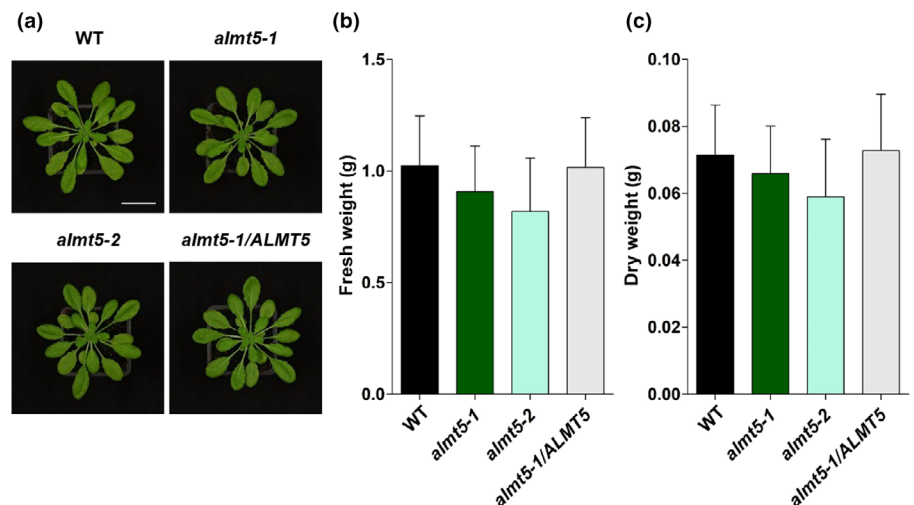 (a)
WT
almt5-1
almt5-2
almt5-1/ALMT5
(b)
Fresh weight (g)
1.5
1.0
0.5
0.0
WT
almt5-1
almt5-2
almt5-1/ALMT5
(c)
Dry weight (g)
0.10
0.08
0.06
0.04
0.02
0.00
WT
almt5-1
almt5-2
almt5-1/ALMT5